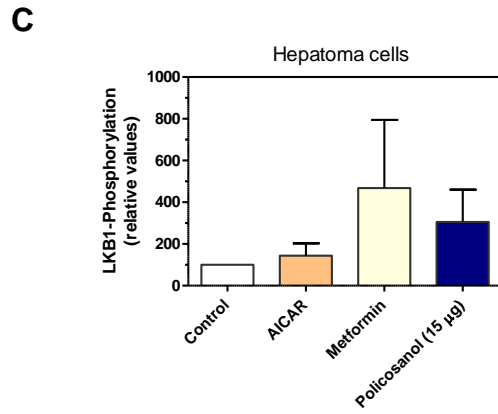 C
Hepatoma cells
LKB1-Phosphorylation
(relative values)
1000
800
600
400
200
0
Control
AICAR
Metformin
Policosanol (15 µg)